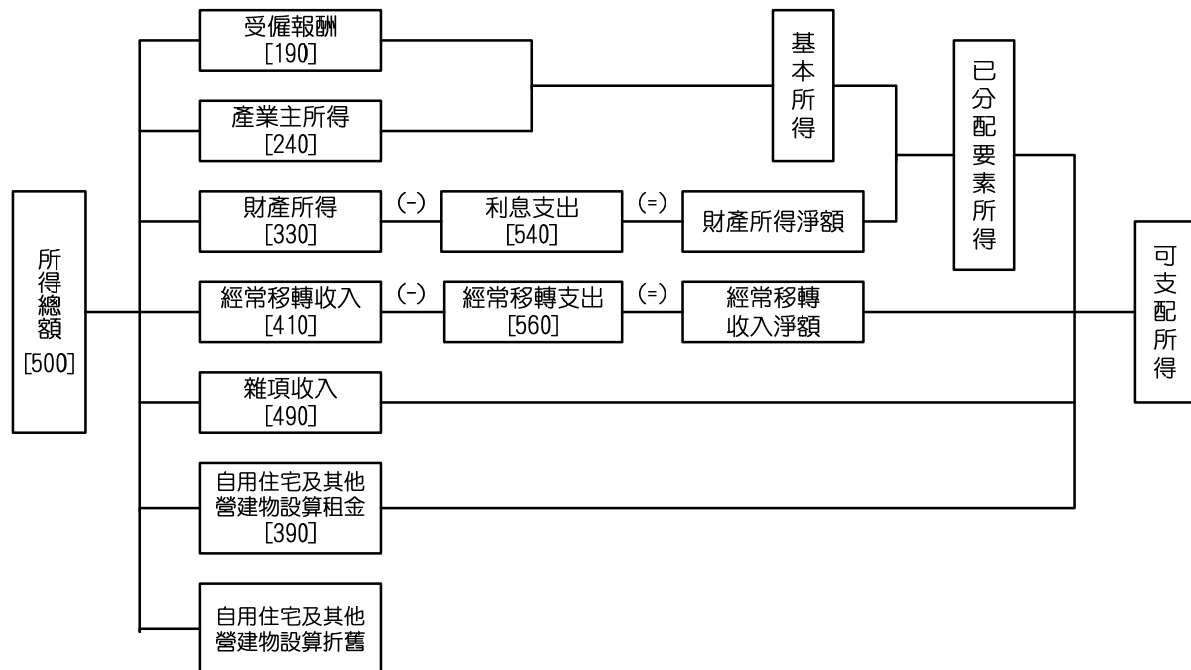 所得總額
[500]
受僱報酬
[190]
產業主所得
[240]
財產所得
[330]
(-)
利息支出
[540]
(=)
財產所得淨額
經常移轉收入
[410]
(-)
經常移轉支出
[560]
(=)
經常移轉
收入淨額
雜項收入
[490]
自用住宅及其他
營建物設算租金
[390]
自用住宅及其他
營建物設算折舊
基本所得
已分配要素所得
可支配所得